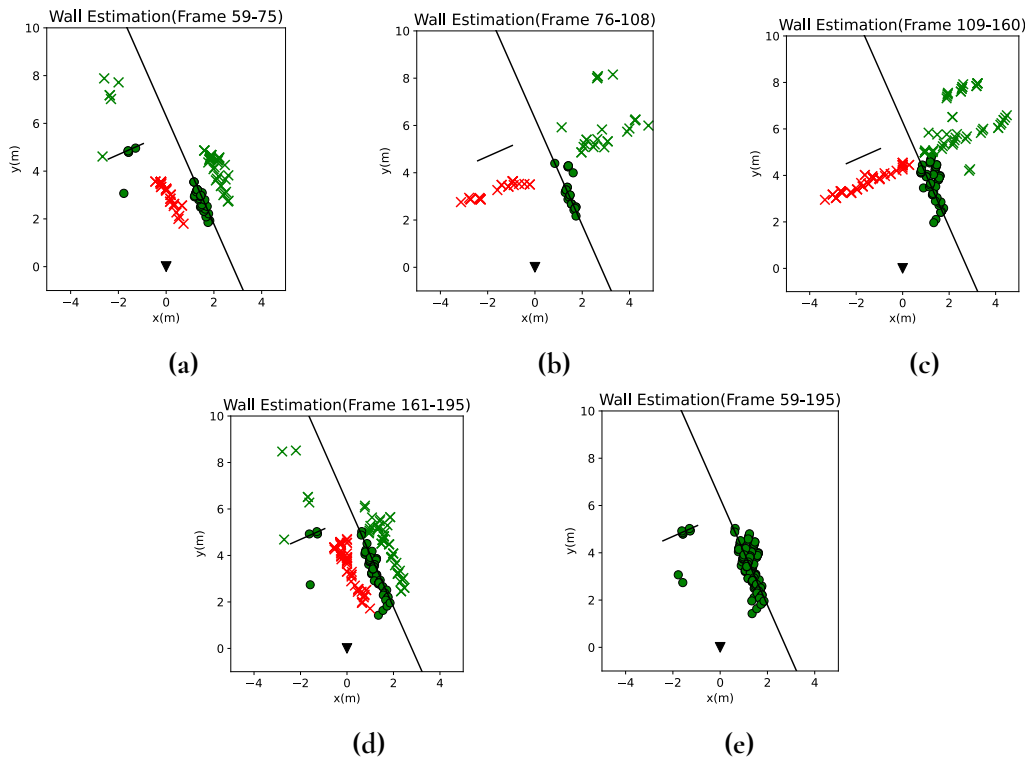 Wall Estimation(Frame 59-75)
10
8
6
4
2
0
y(m)
−4 −2 0 2 4
x(m)
(a)
Wall Estimation(Frame 76-108)
10
8
6
4
2
0
y(m)
−4 −2 0 2 4
x(m)
(b)
Wall Estimation(Frame 109-160)
10
8
6
4
2
0
y(m)
−4 −2 0 2 4
x(m)
(c)
Wall Estimation(Frame 161-195)
10
8
6
4
2
0
y(m)
−4 −2 0 2 4
x(m)
(d)
Wall Estimation(Frame 59-195)
10
8
6
4
2
0
y(m)
−4 −2 0 2 4
x(m)
(e)